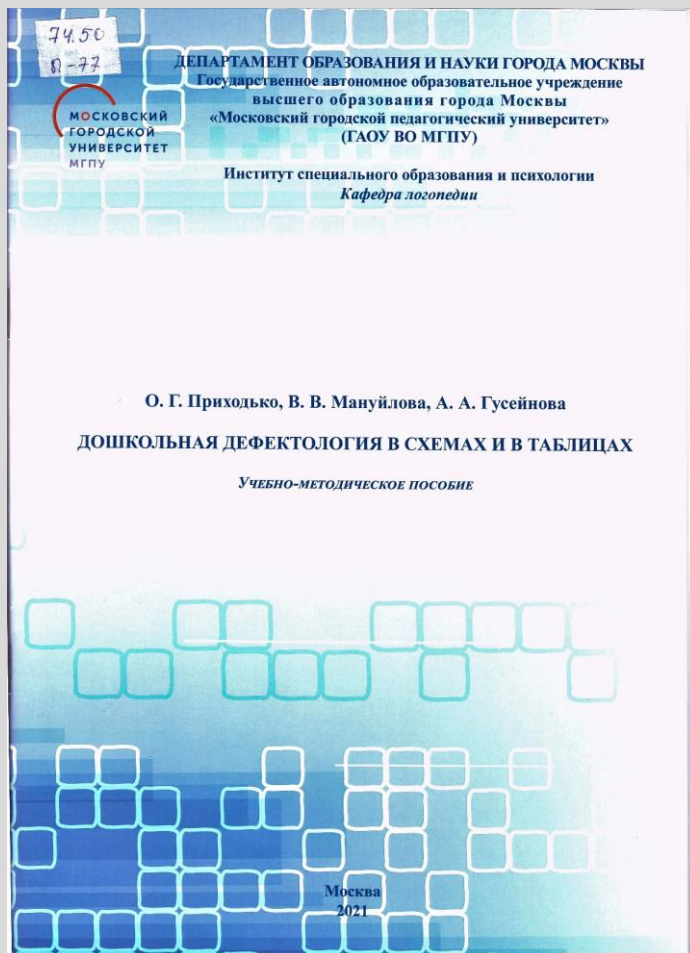 74.50
П-77
МОСКОВСКИЙ
ГОРОДСКОЙ
УНИВЕРСИТЕТ
МГПУ
ДЕПАРТАМЕНТ ОБРАЗОВАНИЯ И НАУКИ ГОРОДА МОСКВЫ
Государственное автономное образовательное учреждение
высшего образования города Москвы
«Московский городской педагогический университет»
(ГАОУ ВО МГПУ)
Институт специального образования и психологии
Кафедра логопедии
О. Г. Приходько, В. В. Мануйлова, А. А. Гусейнова
ДОШКОЛЬНАЯ ДЕФЕКТОЛОГИЯ В СХЕМАХ И В ТАБЛИЦАХ
УЧЕБНО-МЕТОДИЧЕСКОЕ ПОСОБИЕ
Москва
2021